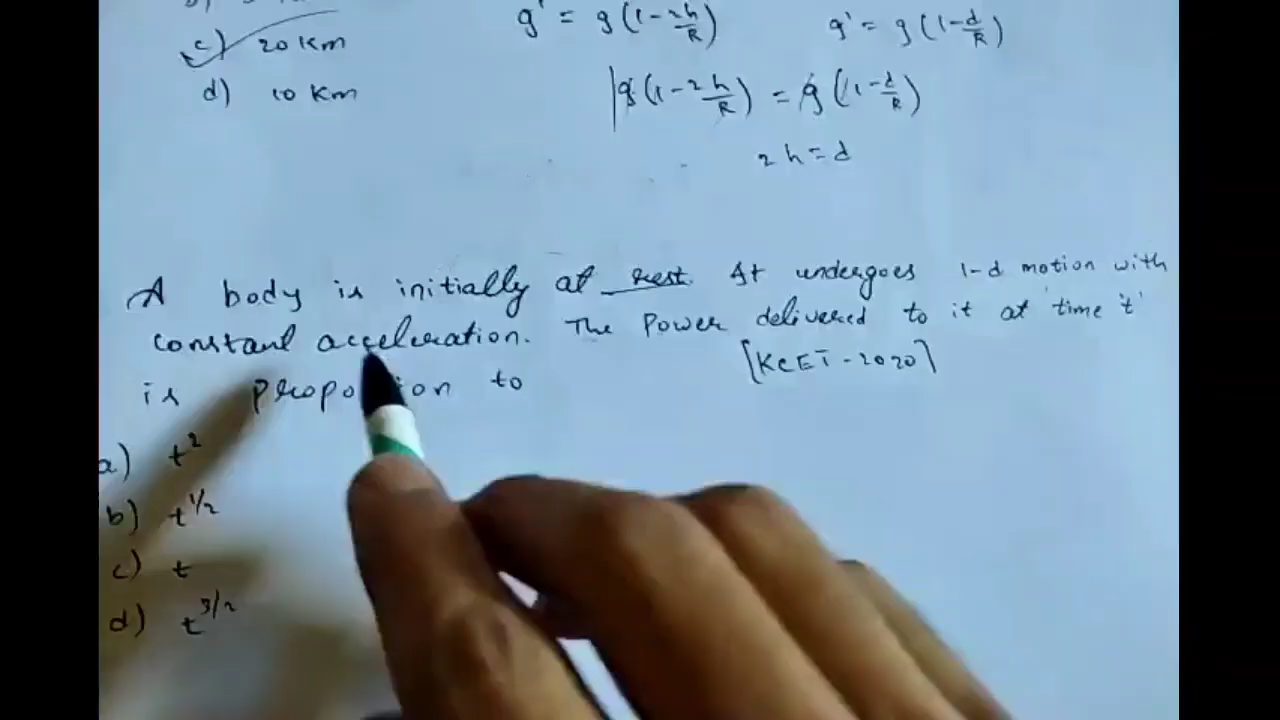 c) 20 Km
d) 10 Km
g' = g(1-2h/R)
g' = g(1-d/R)
g(1-2h/R) = g(1-d/R)
2h = d
A body is initially at rest. It undergoes 1-d motion with
constant acceleration. The Power delivered to it at 'time t'
is to
[KCET-2020]
a) t²
b) t^1/2
c) t
d) t^3/2